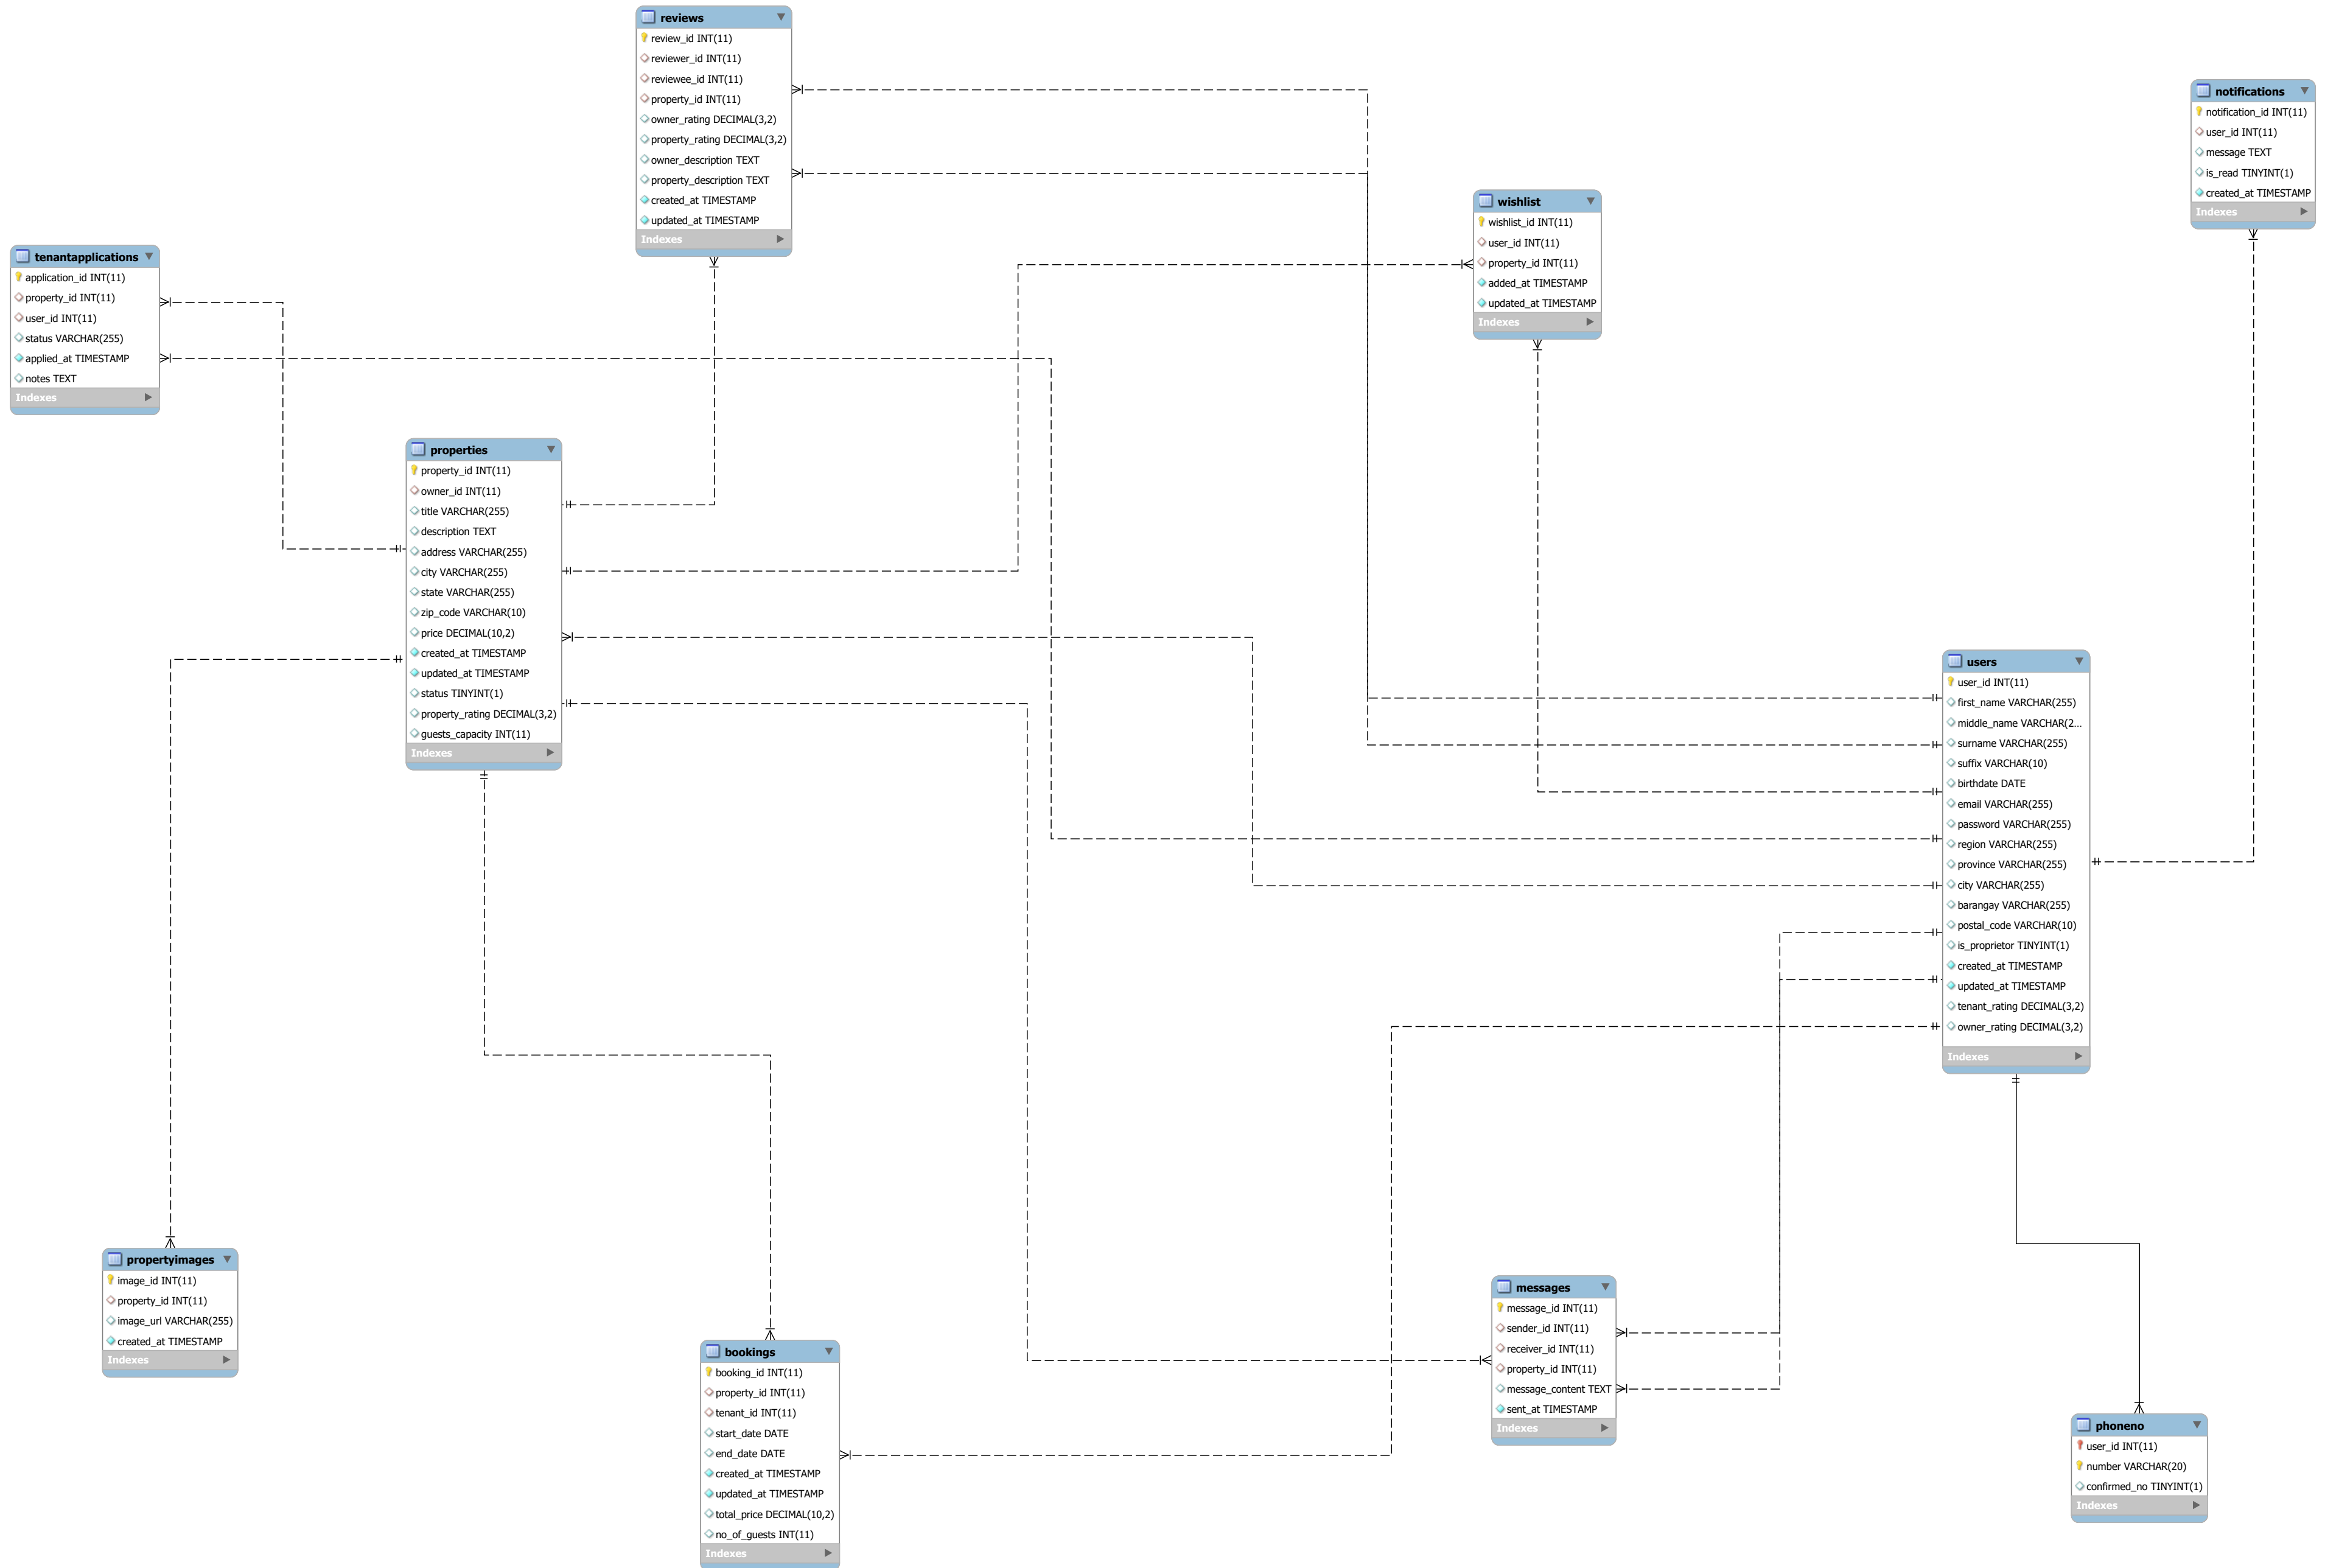 reviews
review_id INT(11)
reviewer_id INT(11)
reviewee_id INT(11)
property_id INT(11)
owner_rating DECIMAL(3,2)
property_rating DECIMAL(3,2)
owner_description TEXT
property_description TEXT
created_at TIMESTAMP
updated_at TIMESTAMP
Indexes
notifications
notification_id INT(11)
user_id INT(11)
message TEXT
is_read TINYINT(1)
created_at TIMESTAMP
Indexes
wishlist
wishlist_id INT(11)
user_id INT(11)
property_id INT(11)
added_at TIMESTAMP
updated_at TIMESTAMP
Indexes
tenantapplications
application_id INT(11)
property_id INT(11)
user_id INT(11)
status VARCHAR(255)
applied_at TIMESTAMP
notes TEXT
Indexes
properties
property_id INT(11)
owner_id INT(11)
title VARCHAR(255)
description TEXT
address VARCHAR(255)
city VARCHAR(255)
state VARCHAR(255)
zip_code VARCHAR(10)
price DECIMAL(10,2)
created_at TIMESTAMP
updated_at TIMESTAMP
status TINYINT(1)
property_rating DECIMAL(3,2)
guests_capacity INT(11)
Indexes
users
user_id INT(11)
first_name VARCHAR(255)
middle_name VARCHAR(2...
surname VARCHAR(255)
suffix VARCHAR(10)
birthdate DATE
email VARCHAR(255)
password VARCHAR(255)
region VARCHAR(255)
province VARCHAR(255)
city VARCHAR(255)
barangay VARCHAR(255)
postal_code VARCHAR(10)
is_proprietor TINYINT(1)
created_at TIMESTAMP
updated_at TIMESTAMP
tenant_rating DECIMAL(3,2)
owner_rating DECIMAL(3,2)
Indexes
propertyimages
image_id INT(11)
property_id INT(11)
image_url VARCHAR(255)
created_at TIMESTAMP
Indexes
bookings
booking_id INT(11)
property_id INT(11)
tenant_id INT(11)
start_date DATE
end_date DATE
created_at TIMESTAMP
updated_at TIMESTAMP
total_price DECIMAL(10,2)
no_of_guests INT(11)
Indexes
messages
message_id INT(11)
sender_id INT(11)
receiver_id INT(11)
property_id INT(11)
message_content TEXT
sent_at TIMESTAMP
Indexes
phoneno
user_id INT(11)
number VARCHAR(20)
confirmed_no TINYINT(1)
Indexes